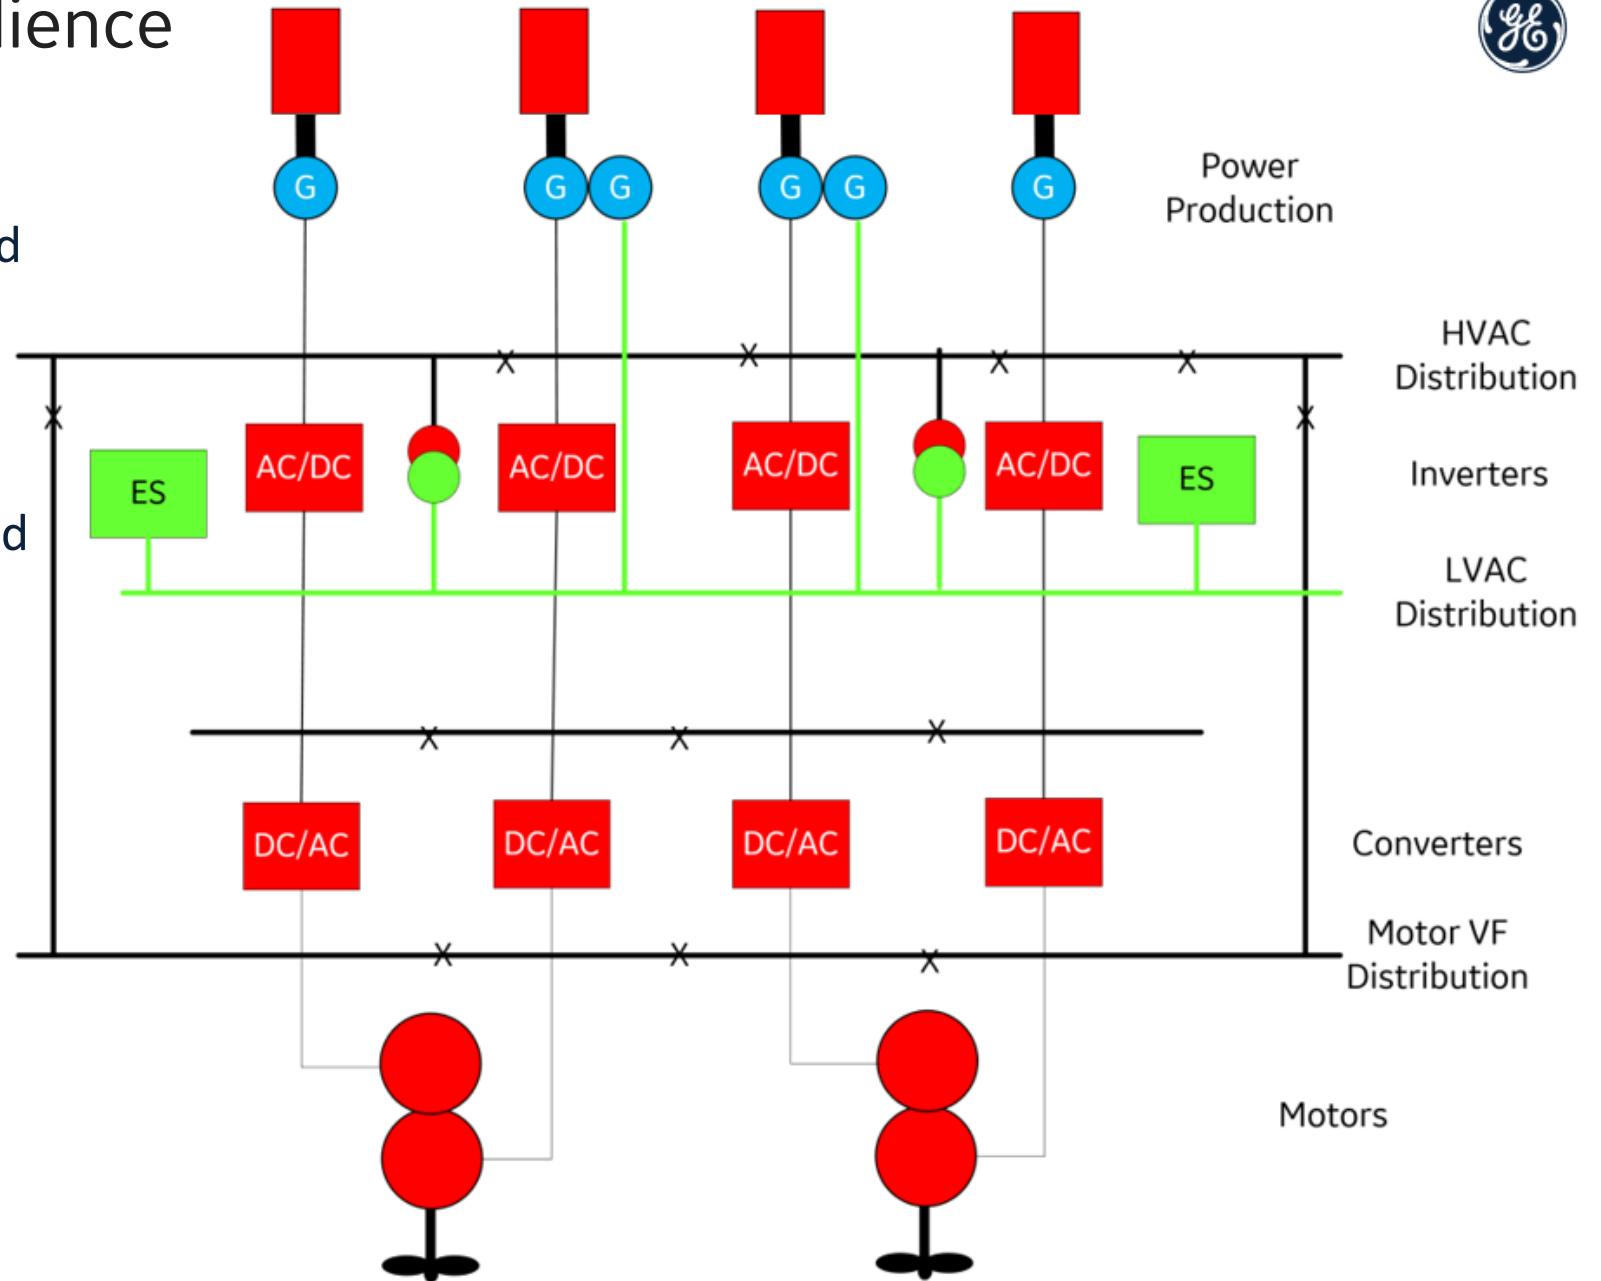 lience
GE
G
G
G
G
G
G
Power
Production
d
HVAC
Distribution
X
X
X
X
X
X
AC/DC
AC/DC
AC/DC
AC/DC
ES
ES
Inverters
d
LVAC
Distribution
X
X
X
DC/AC
DC/AC
DC/AC
DC/AC
Converters
Motor VF
Distribution
X
X
X
Motors